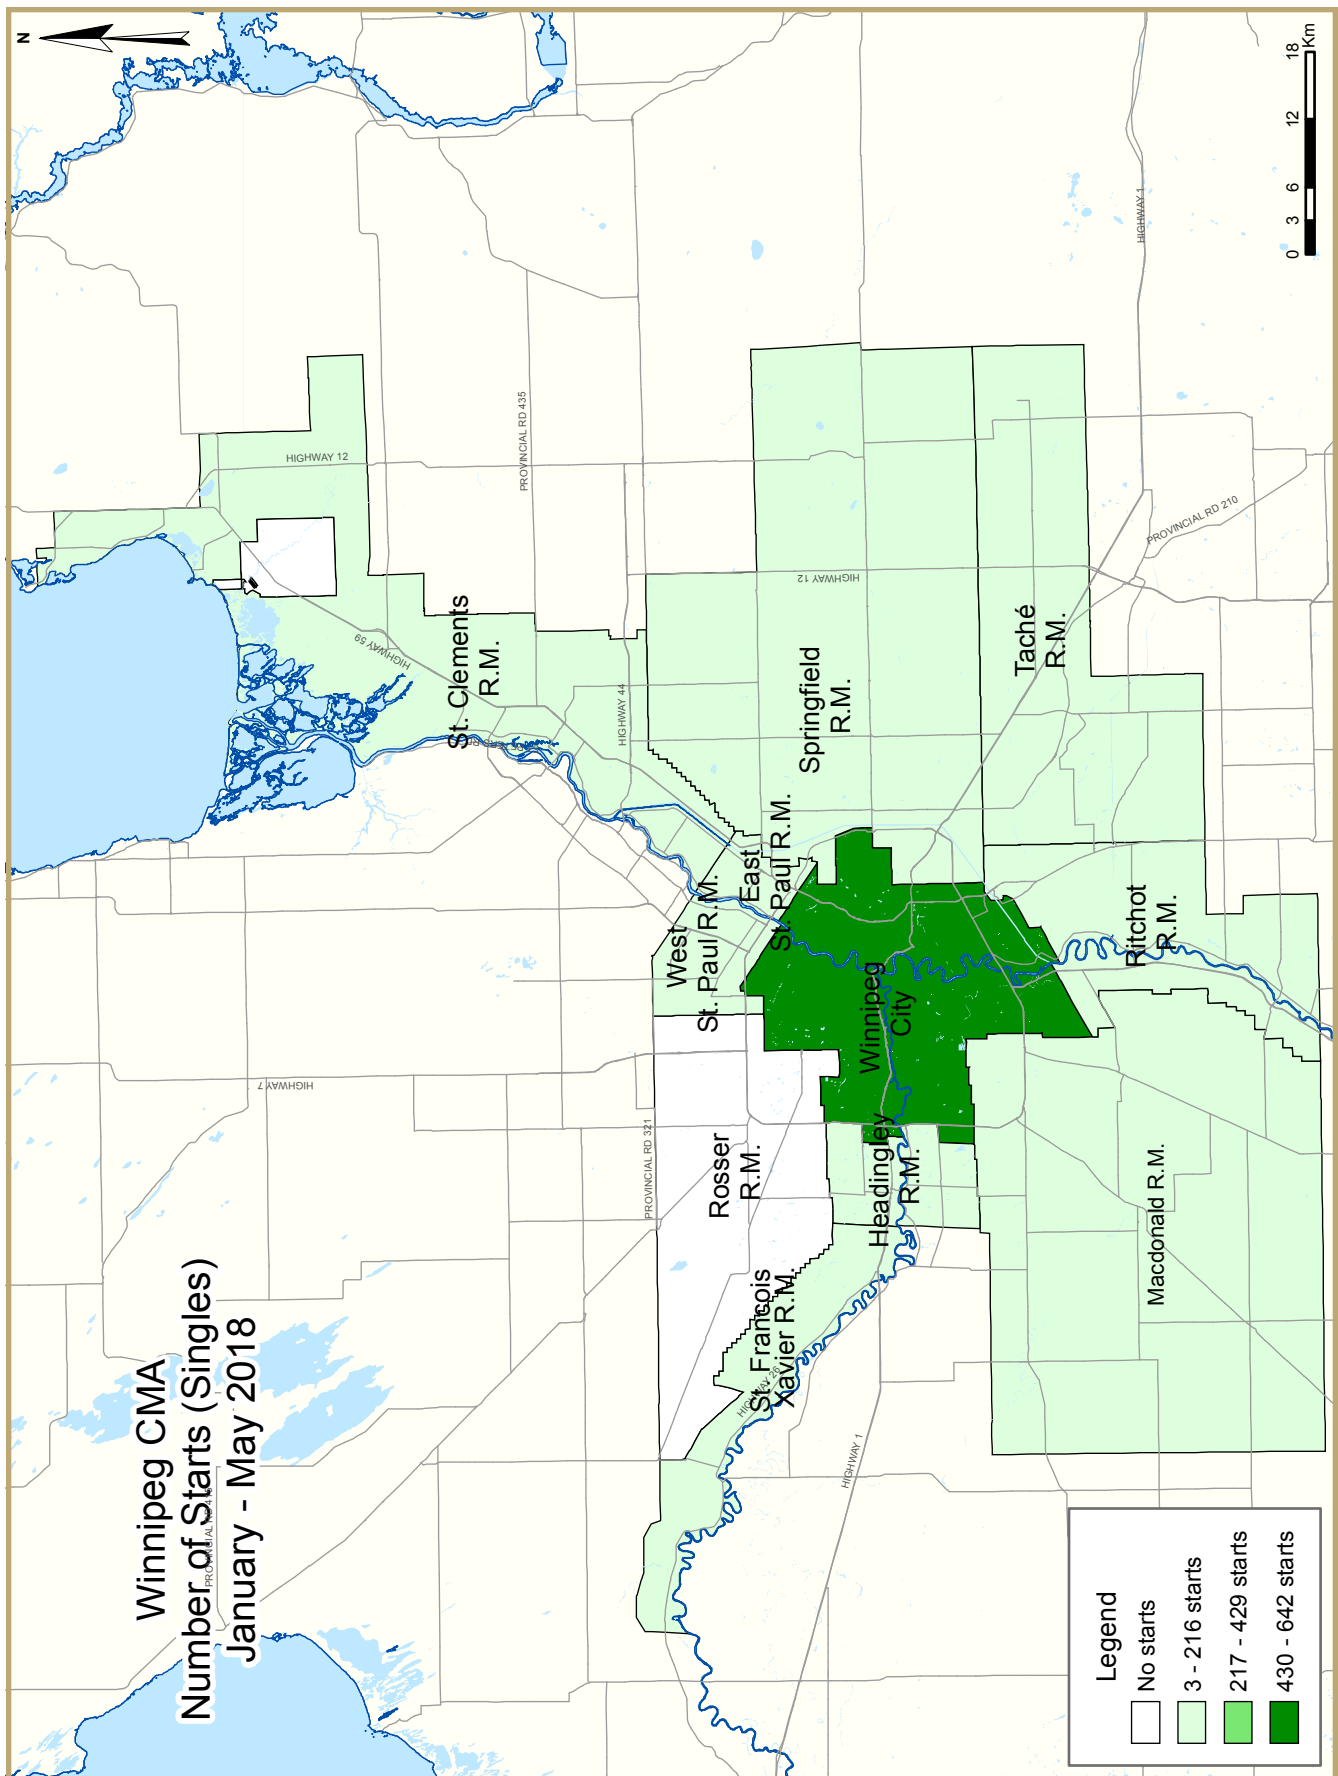 Winnipeg CMA
Number of Starts (Singles)
January - May 2018
N
HIGHWAY 12
PROVINCIAL RD 435
HIGHWAY 59
St. Clements
R.M.
HIGHWAY 44
HIGHWAY 7
PROVINCIAL RD 321
West
St. Paul R.M.
East
St. Paul R.M.
Rosser
R.M.
St. Francois
Xavier R.M.
HIGHWAY 26
HIGHWAY 1
Headingley
R.M.
Winnipeg
City
Springfield
R.M.
HIGHWAY 12
Taché
R.M.
PROVINCIAL RD 210
HIGHWAY 1
Ritchot
R.M.
Macdonald R.M.
Legend
No starts
3 - 216 starts
217 - 429 starts
430 - 642 starts
0 3 6 12 18
Km